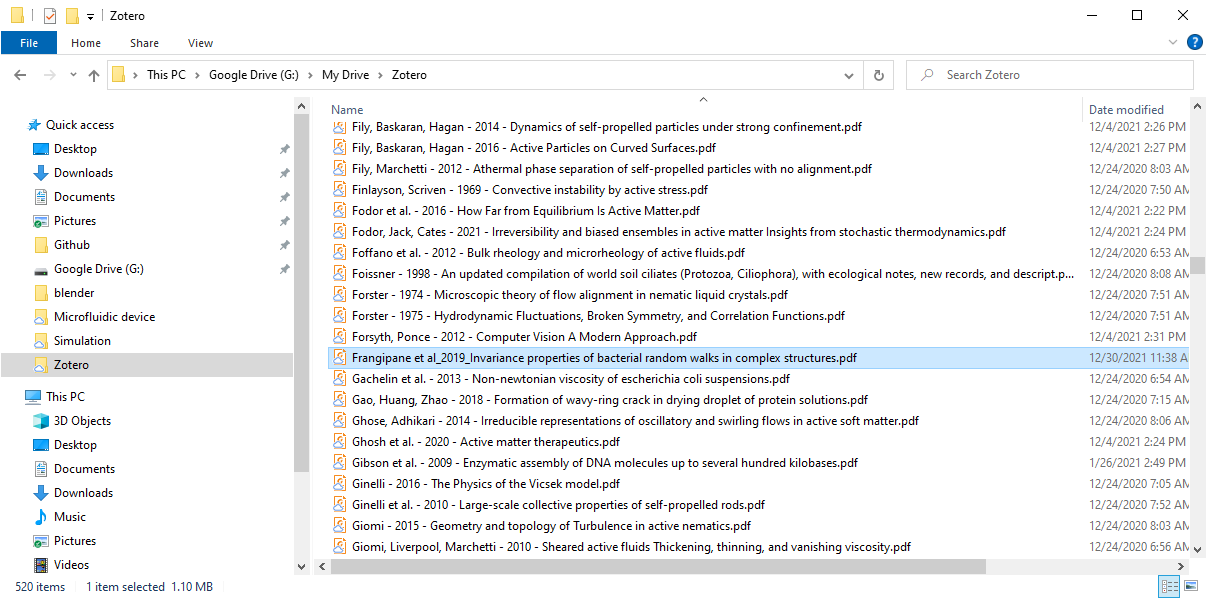 Zotero
File Home Share View
This PC › Google Drive (G:) › My Drive › Zotero
Search Zotero
Quick access
Desktop
Downloads
Documents
Pictures
Github
Google Drive (G:)
blender
Microfluidic device
Simulation
Zotero
This PC
3D Objects
Desktop
Documents
Downloads
Music
Pictures
Videos
Name Date modified
Fily, Baskaran, Hagan - 2014 - Dynamics of self-propelled particles under strong confinement.pdf 12/4/2021 2:26 PM
Fily, Baskaran, Hagan - 2016 - Active Particles on Curved Surfaces.pdf 12/4/2021 2:27 PM
Fily, Marchetti - 2012 - Athermal phase separation of self-propelled particles with no alignment.pdf 12/24/2020 8:03 AM
Finlayson, Scriven - 1969 - Convective instability by active stress.pdf 12/24/2020 7:50 AM
Fodor et al. - 2016 - How Far from Equilibrium Is Active Matter.pdf 12/4/2021 2:22 PM
Fodor, Jack, Cates - 2021 - Irreversibility and biased ensembles in active matter Insights from stochastic thermodynamics.pdf 12/4/2021 2:24 PM
Foffano et al. - 2012 - Bulk rheology and microrheology of active fluids.pdf 12/24/2020 6:53 AM
Foissner - 1998 - An updated compilation of world soil ciliates (Protozoa, Ciliophora), with ecological notes, new records, and descript.p... 12/24/2020 8:08 AM
Forster - 1974 - Microscopic theory of flow alignment in nematic liquid crystals.pdf 12/24/2020 7:51 AM
Forster - 1975 - Hydrodynamic Fluctuations, Broken Symmetry, and Correlation Functions.pdf 12/24/2020 7:51 AM
Forsyth, Ponce - 2012 - Computer Vision A Modern Approach.pdf 12/4/2021 2:31 PM
Frangipane et al_2019_Invariance properties of bacterial random walks in complex structures.pdf 12/30/2021 11:38 A
Gachelin et al. - 2013 - Non-newtonian viscosity of escherichia coli suspensions.pdf 12/24/2020 6:54 AM
Gao, Huang, Zhao - 2018 - Formation of wavy-ring crack in drying droplet of protein solutions.pdf 12/24/2020 7:15 AM
Ghose, Adhikari - 2014 - Irreducible representations of oscillatory and swirling flows in active soft matter.pdf 12/24/2020 8:06 AM
Ghosh et al. - 2020 - Active matter therapeutics.pdf 12/4/2021 2:24 PM
Gibson et al. - 2009 - Enzymatic assembly of DNA molecules up to several hundred kilobases.pdf 1/26/2021 2:49 PM
Ginelli - 2016 - The Physics of the Vicsek model.pdf 12/24/2020 7:05 AM
Ginelli et al. - 2010 - Large-scale collective properties of self-propelled rods.pdf 12/24/2020 7:52 AM
Giomi - 2015 - Geometry and topology of Turbulence in active nematics.pdf 12/24/2020 8:03 AM
Giomi, Liverpool, Marchetti - 2010 - Sheared active fluids Thickening, thinning, and vanishing viscosity.pdf 12/24/2020 6:56 AM
520 items 1 item selected 1.10 MB